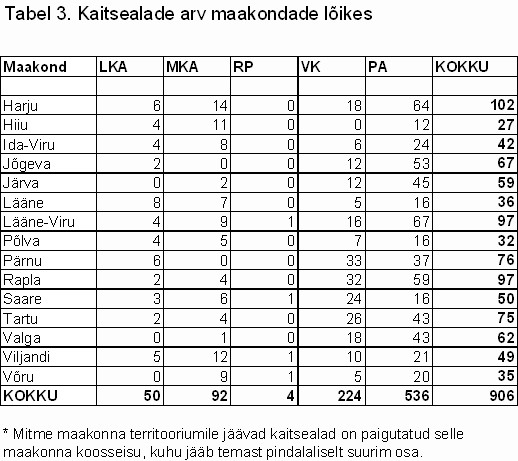 Tabel 3. Kaitsealade arv maakondade lõikes
Maakond LKA MKA RP VK PA KOKKU
Harju 6 14 0 18 64 102
Hiiu 4 11 0 0 12 27
Ida-Viru 4 8 0 6 24 42
Jõgeva 2 0 0 12 53 67
Järva 0 2 0 12 45 59
Lääne 8 7 0 5 16 36
Lääne-Viru 4 9 1 16 67 97
Põlva 4 5 0 7 16 32
Pärnu 6 0 0 33 37 76
Rapla 2 4 0 32 59 97
Saare 3 6 1 24 16 50
Tartu 2 4 0 26 43 75
Valga 0 1 0 18 43 62
Viljandi 5 12 1 10 21 49
Võru 0 9 1 5 20 35
KOKKU 50 92 4 224 536 906
* Mitme maakonna territooriumile jäävad kaitsealad on paigutatud selle
maakonna koosseisu, kuhu jääb temast pindalaliselt suurim osa.